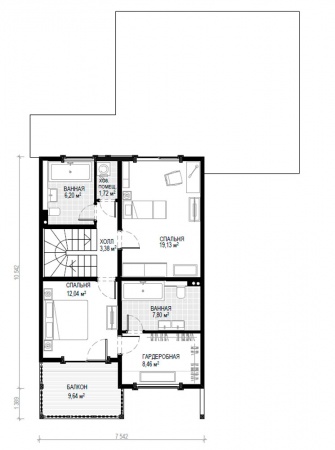 ХОЗ.
ПОМЕЩ.
1,72 м²
ВАННАЯ
6,20 м²
ХОЛЛ
3,38 м²
СПАЛЬНЯ
19,13 м²
СПАЛЬНЯ
12,04 м²
ВАННАЯ
7,80 м²
ГАРДЕРОБНАЯ
8,46 м²
БАЛКОН
9,64 м²
10 542
1 369
7 542